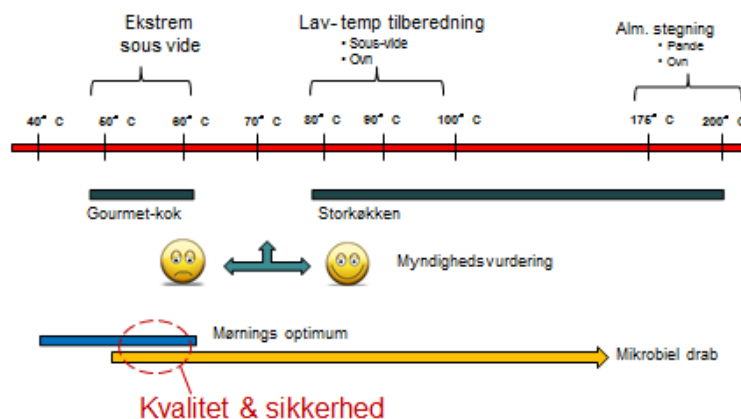 Ekstrem
sous vide
Lav-temp tilberedning
• Sous-vide
• Ovn
Alm. stegning
• Pande
• Ovn
40° C 50° C 60° C 70° C 80° C 90° C 100° C 175° C 200° C
Gourmet-kok
Storkøkken
Myndighedsvurdering
Mørnings optimum
Mikrobiel drab
Kvalitet & sikkerhed